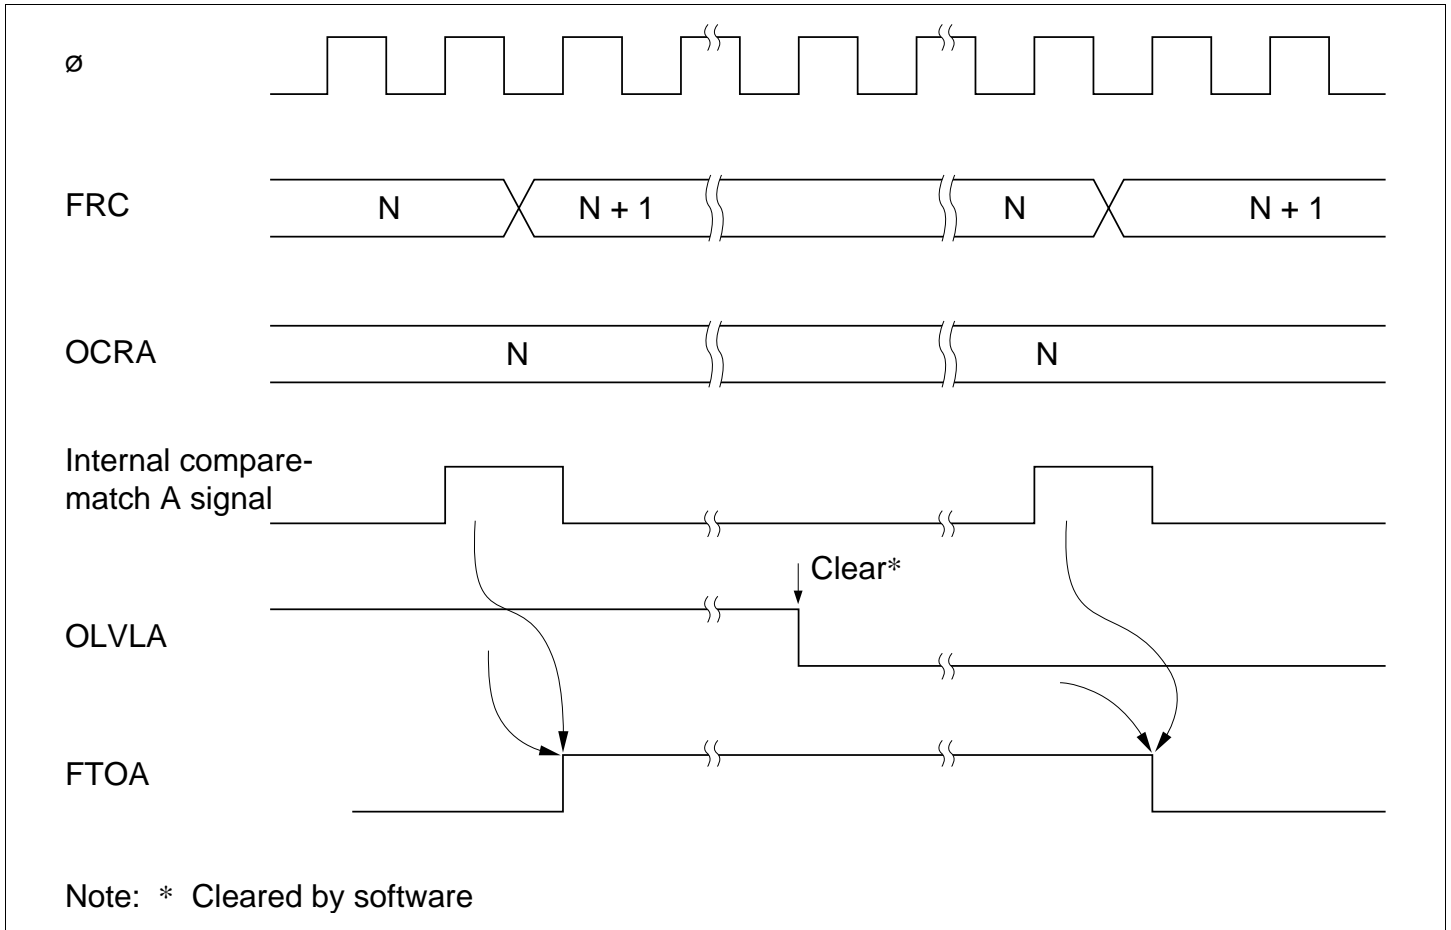 ø
FRC
N
N + 1
N
N + 1
OCRA
N
N
Internal compare-
match A signal
Clear*
OLVLA
FTOA
Note: * Cleared by software